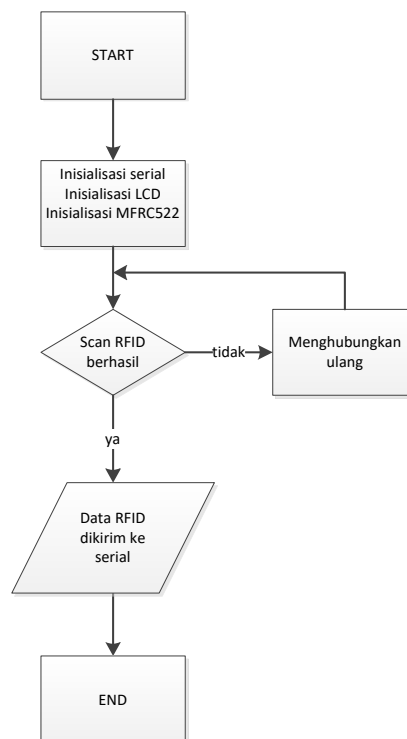 START
Inisialisasi serial
Inisialisasi LCD
Inisialisasi MFRC522
Scan RFID
berhasil
tidak
Menghubungkan
ulang
ya
Data RFID
dikirim ke
serial
END